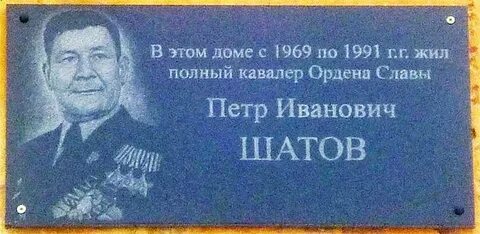 В этом доме с 1969 по 1991 г.г. жил
полный кавалер Ордена Славы
Петр Иванович
ШАТОВ